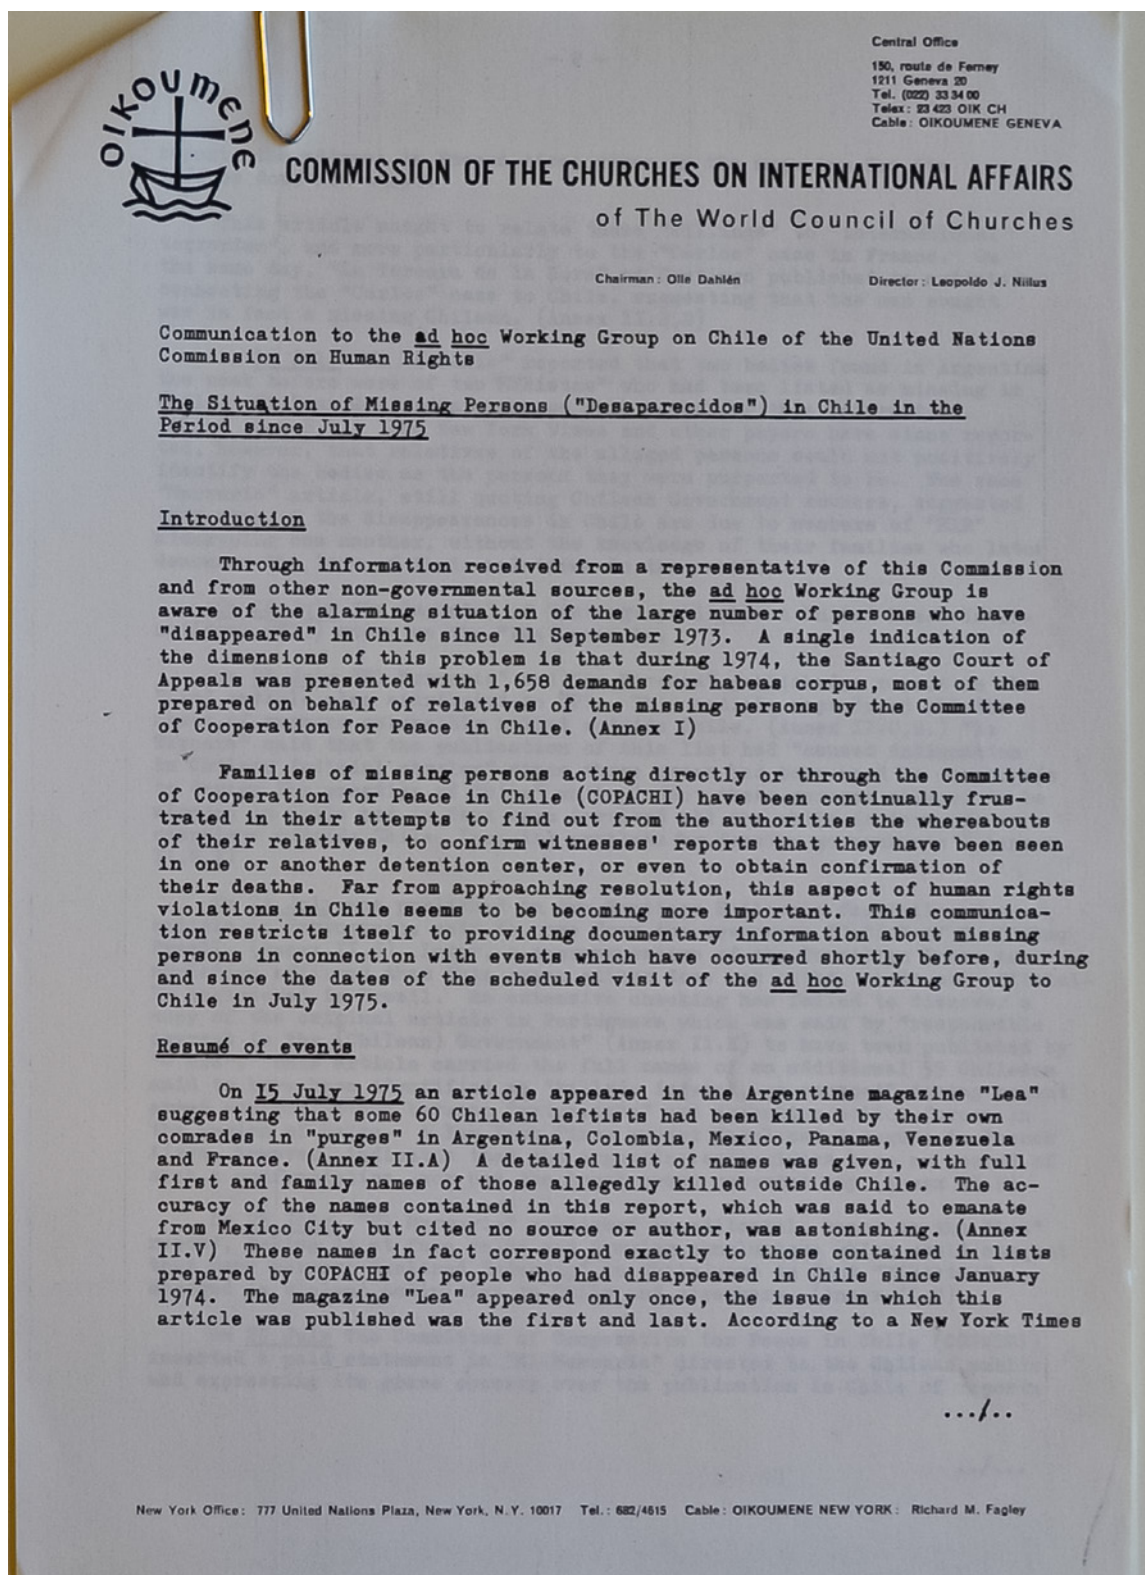 Central Office
150, route de Ferney
1211 Geneva 20
Tel. (022) 33 34 00
Telex : 23 423 OIK CH
Cable : OIKOUMENE GENEVA
OIKOUMENE
COMMISSION OF THE CHURCHES ON INTERNATIONAL AFFAIRS
of The World Council of Churches
Chairman : Olle Dahlén Director : Leopoldo J. Niilus
Communication to the ad hoc Working Group on Chile of the United Nations
Commission on Human Rights
The Situation of Missing Persons ("Desaparecidos") in Chile in the
Period since July 1975
Introduction
Through information received from a representative of this Commission
and from other non-governmental sources, the ad hoc Working Group is
aware of the alarming situation of the large number of persons who have
"disappeared" in Chile since 11 September 1973. A single indication of
the dimensions of this problem is that during 1974, the Santiago Court of
Appeals was presented with 1,658 demands for habeas corpus, most of them
prepared on behalf of relatives of the missing persons by the Committee
of Cooperation for Peace in Chile. (Annex I)
Families of missing persons acting directly or through the Committee
of Cooperation for Peace in Chile (COPACHI) have been continually frus-
trated in their attempts to find out from the authorities the whereabouts
of their relatives, to confirm witnesses' reports that they have been seen
in one or another detention center, or even to obtain confirmation of
their deaths. Far from approaching resolution, this aspect of human rights
violations in Chile seems to be becoming more important. This communica-
tion restricts itself to providing documentary information about missing
persons in connection with events which have occurred shortly before, during
and since the dates of the scheduled visit of the ad hoc Working Group to
Chile in July 1975.
Resumé of events
On 15 July 1975 an article appeared in the Argentine magazine "Lea"
suggesting that some 60 Chilean leftists had been killed by their own
comrades in "purges" in Argentina, Colombia, Mexico, Panama, Venezuela
and France. (Annex II.A) A detailed list of names was given, with full
first and family names of those allegedly killed outside Chile. The ac-
curacy of the names contained in this report, which was said to emanate
from Mexico City but cited no source or author, was astonishing. (Annex
II.V) These names in fact correspond exactly to those contained in lists
prepared by COPACHI of people who had disappeared in Chile since January
1974. The magazine "Lea" appeared only once, the issue in which this
article was published was the first and last. According to a New York Times
.../..
New York Office : 777 United Nations Plaza, New York, N.Y. 10017 Tel. : 682/4615 Cable : OIKOUMENE NEW YORK : Richard M. Fagley